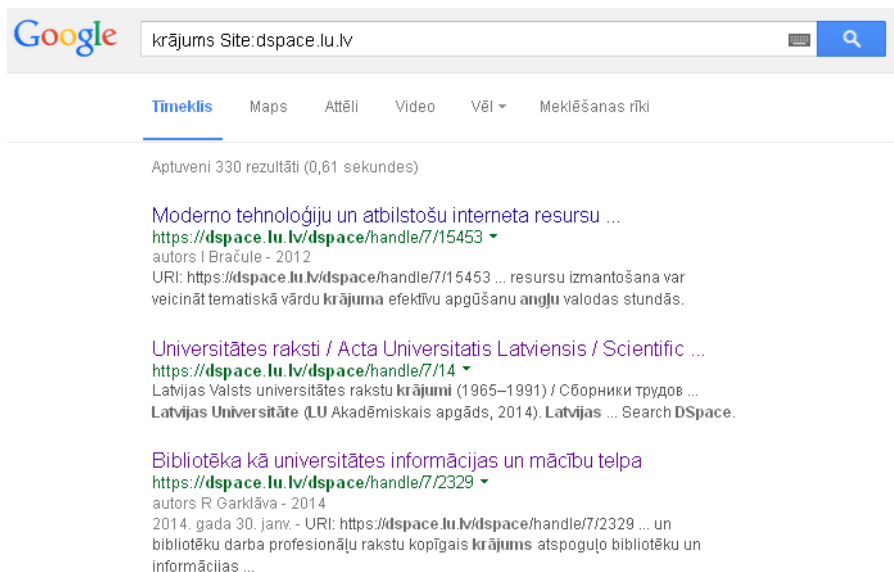 Google krājums Site:dspace.lu.lv
Tīmeklis Maps Attēli Video Vēl Meklēšanas rīki
Aptuveni 330 rezultāti (0,61 sekundes)
Moderno tehnoloģiju un atbilstošu interneta resursu ...
https://dspace.lu.lv/dspace/handle/7/15453
autors I Bračule - 2012
URI: https://dspace.lu.lv/dspace/handle/7/15453 ... resursu izmantošana var
veicināt tematiskā vārdu krājuma efektīvu apgūšanu angļu valodas stundās.
Universitātes raksti / Acta Universitatis Latviensis / Scientific ...
https://dspace.lu.lv/dspace/handle/7/14
Latvijas Valsts universitātes rakstu krājumi (1965–1991) / Сборники трудов ...
Latvijas Universitāte (LU Akadēmiskais apgāds, 2014). Latvijas ... Search DSpace.
Bibliotēka kā universitātes informācijas un mācību telpa
https://dspace.lu.lv/dspace/handle/7/2329
autors R Garklāva - 2014
2014. gada 30. janv. - URI: https://dspace.lu.lv/dspace/handle/7/2329 ... un
bibliotēku darba profesionāļu rakstu kopīgais krājums atspoguļo bibliotēku un
informācijas ...